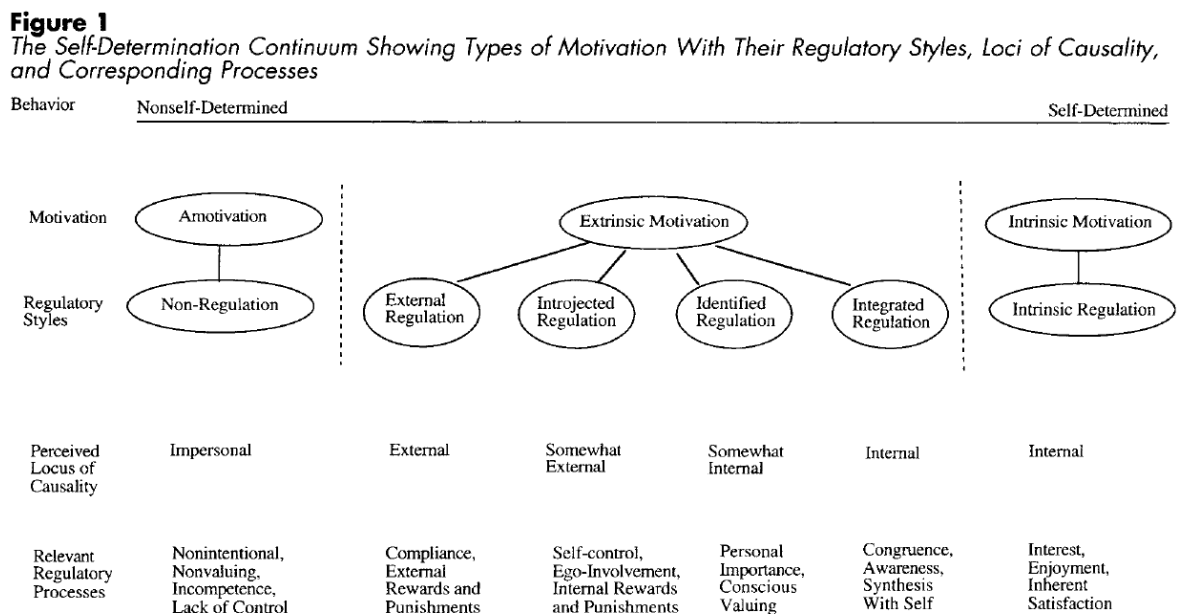 Figure 1
The Self-Determination Continuum Showing Types of Motivation With Their Regulatory Styles, Loci of Causality,
and Corresponding Processes
Behavior Nonself-Determined Self-Determined
Motivation Amotivation Extrinsic Motivation Intrinsic Motivation
Regulatory
Styles
Non-Regulation
External
Regulation
Introjected
Regulation
Identified
Regulation
Integrated
Regulation
Intrinsic Regulation
Perceived
Locus of
Causality
Impersonal
External
Somewhat
External
Somewhat
Internal
Internal
Internal
Relevant
Regulatory
Processes
Nonintentional,
Nonvaluing,
Incompetence,
Lack of Control
Compliance,
External
Rewards and
Punishments
Self-control,
Ego-Involvement,
Internal Rewards
and Punishments
Personal
Importance,
Conscious
Valuing
Congruence,
Awareness,
Synthesis
With Self
Interest,
Enjoyment,
Inherent
Satisfaction